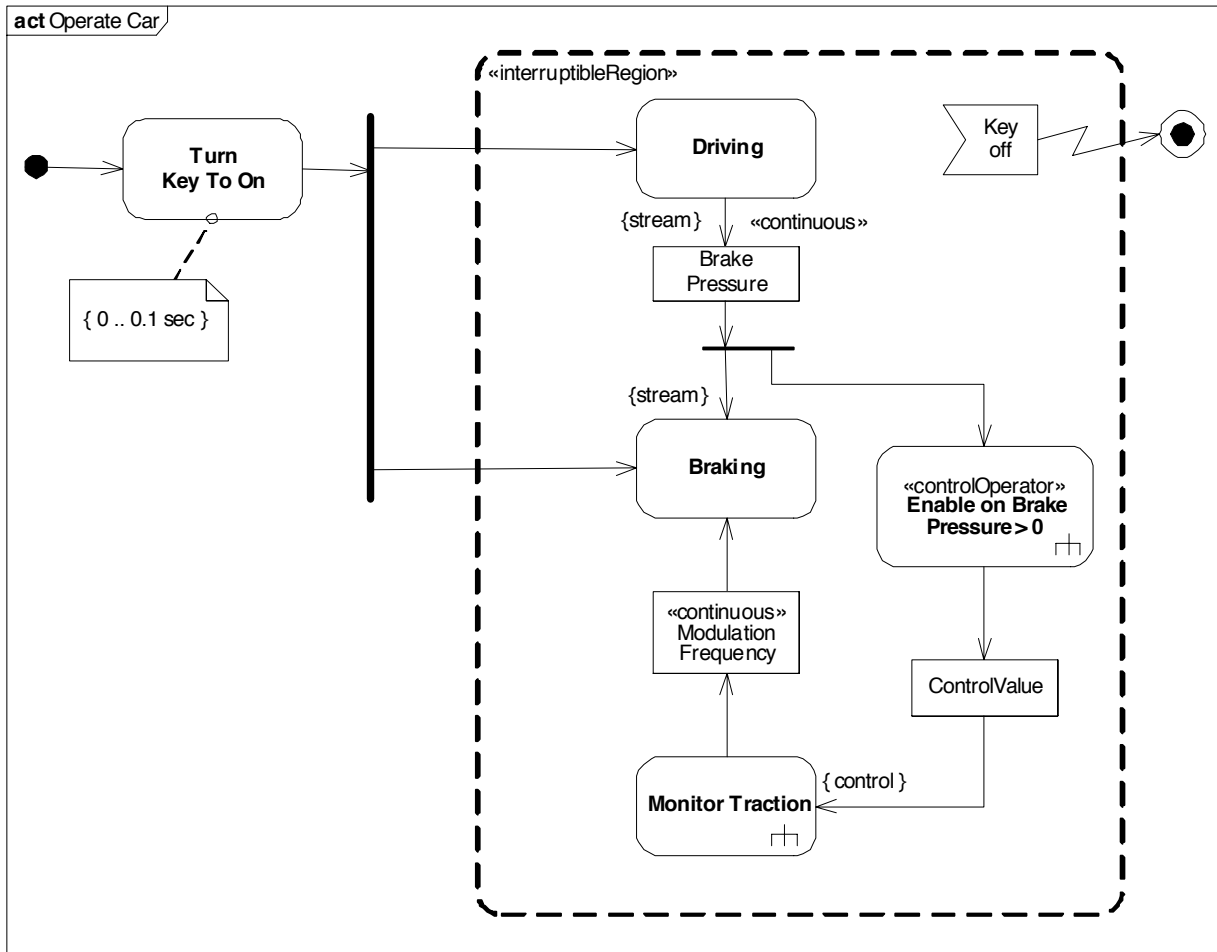 act Operate Car
«interruptibleRegion»
Turn
Key To On
{ 0 .. 0.1 sec }
Driving
Key
off
{stream}
«continuous»
Brake
Pressure
{stream}
Braking
«controlOperator»
Enable on Brake
Pressure > 0
«continuous»
Modulation
Frequency
ControlValue
{ control }
Monitor Traction